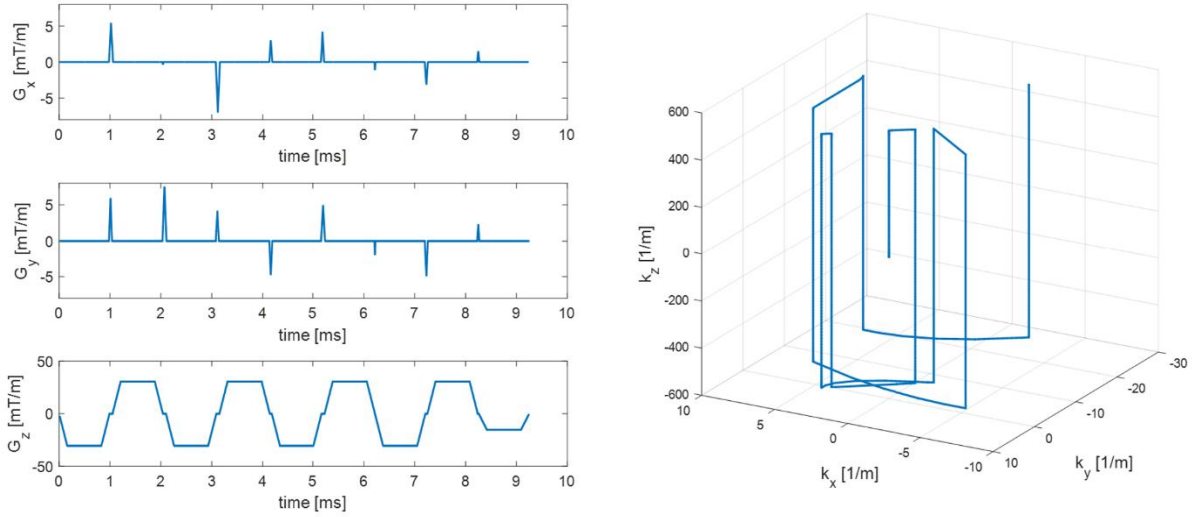 5
0
-5
G_x [mT/m]
0 1 2 3 4 5 6 7 8 9 10
time [ms]
5
0
-5
G_y [mT/m]
0 1 2 3 4 5 6 7 8 9 10
time [ms]
50
0
-50
G_z [mT/m]
0 1 2 3 4 5 6 7 8 9 10
time [ms]
600
400
200
0
-200
-400
-600
k_z [1/m]
10 5 0 -5 -10
k_x [1/m]
10 0 -10 -20 -30
k_y [1/m]